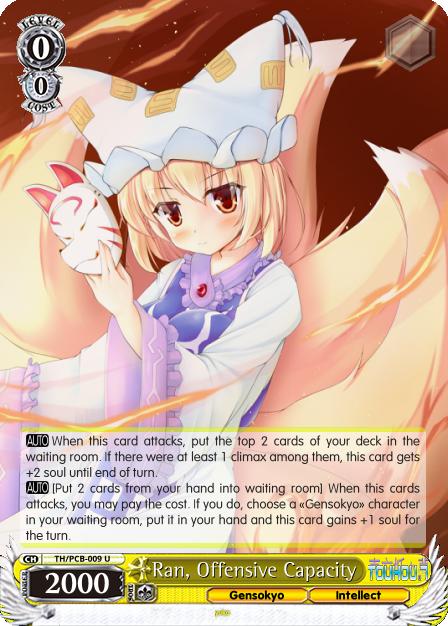 LEVEL
0
0
COST
AUTO When this card attacks, put the top 2 cards of your deck in the
waiting room. If there were at least 1 climax among them, this card gets
+2 soul until end of turn.
AUTO [Put 2 cards from your hand into waiting room] When this cards
attacks, you may pay the cost. If you do, choose a «Gensokyo» character
in your waiting room, put it in your hand and this card gains +1 soul for
the turn.
CH TH/PCB-009 U
POWER 2000 SOUL Ran, Offensive Capacity
Gensokyo Intellect